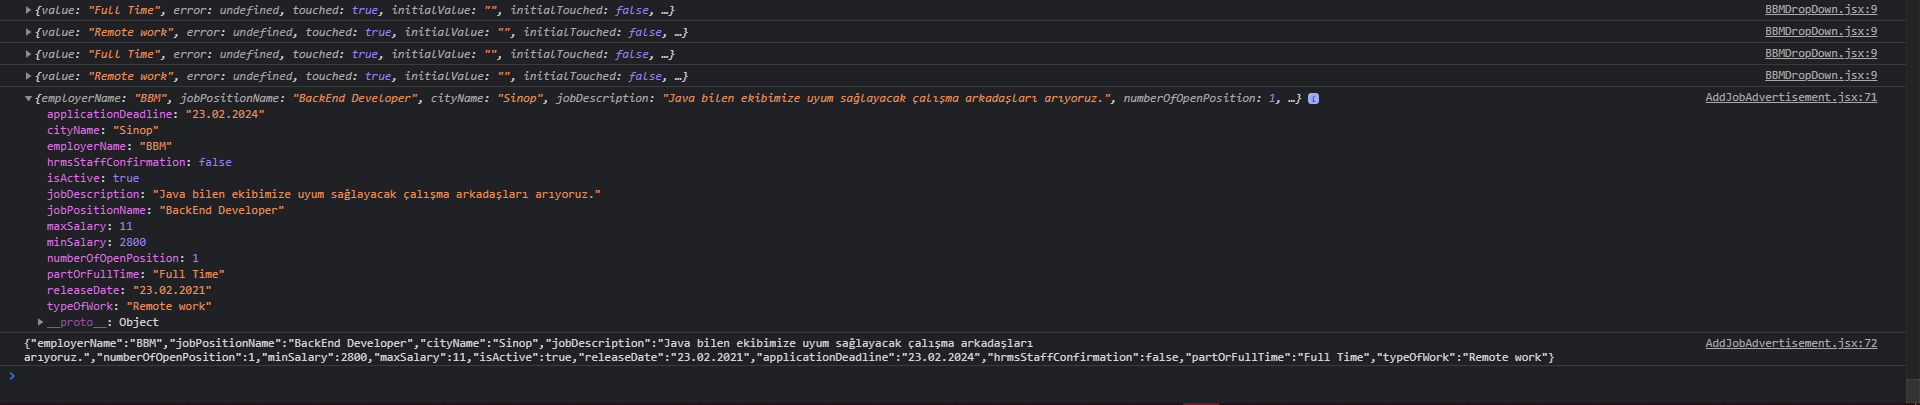 {value: "Full Time", error: undefined, touched: true, initialValue: "", initialTouched: false, …} BBMDropDown.jsx:9
{value: "Remote work", error: undefined, touched: true, initialValue: "", initialTouched: false, …} BBMDropDown.jsx:9
{value: "Full Time", error: undefined, touched: true, initialValue: "", initialTouched: false, …} BBMDropDown.jsx:9
{value: "Remote work", error: undefined, touched: true, initialValue: "", initialTouched: false, …} BBMDropDown.jsx:9
{employerName: "BBM", jobPositionName: "BackEnd Developer", cityName: "Sinop", jobDescription: "Java bilen ekibimize uyum sağlayacak çalışma arkadaşları arıyoruz.", numberOfOpenPosition: 1, …} i AddJobAdvertisement.jsx:71
applicationDeadline: "23.02.2024"
cityName: "Sinop"
employerName: "BBM"
hrmsStaffConfirmation: false
isActive: true
jobDescription: "Java bilen ekibimize uyum sağlayacak çalışma arkadaşları arıyoruz."
jobPositionName: "BackEnd Developer"
maxSalary: 11
minSalary: 2800
numberOfOpenPosition: 1
partOrFullTime: "Full Time"
releaseDate: "23.02.2021"
typeOfWork: "Remote work"
__proto__: Object
{"employerName":"BBM","jobPositionName":"BackEnd Developer","cityName":"Sinop","jobDescription":"Java bilen ekibimize uyum sağlayacak çalışma arkadaşları AddJobAdvertisement.jsx:72
arıyoruz.","numberOfOpenPosition":1,"minSalary":2800,"maxSalary":11,"isActive":true,"releaseDate":"23.02.2021","applicationDeadline":"23.02.2024","hrmsStaffConfirmation":false,"partOrFullTime":"Full Time","typeOfWork":"Remote work"}